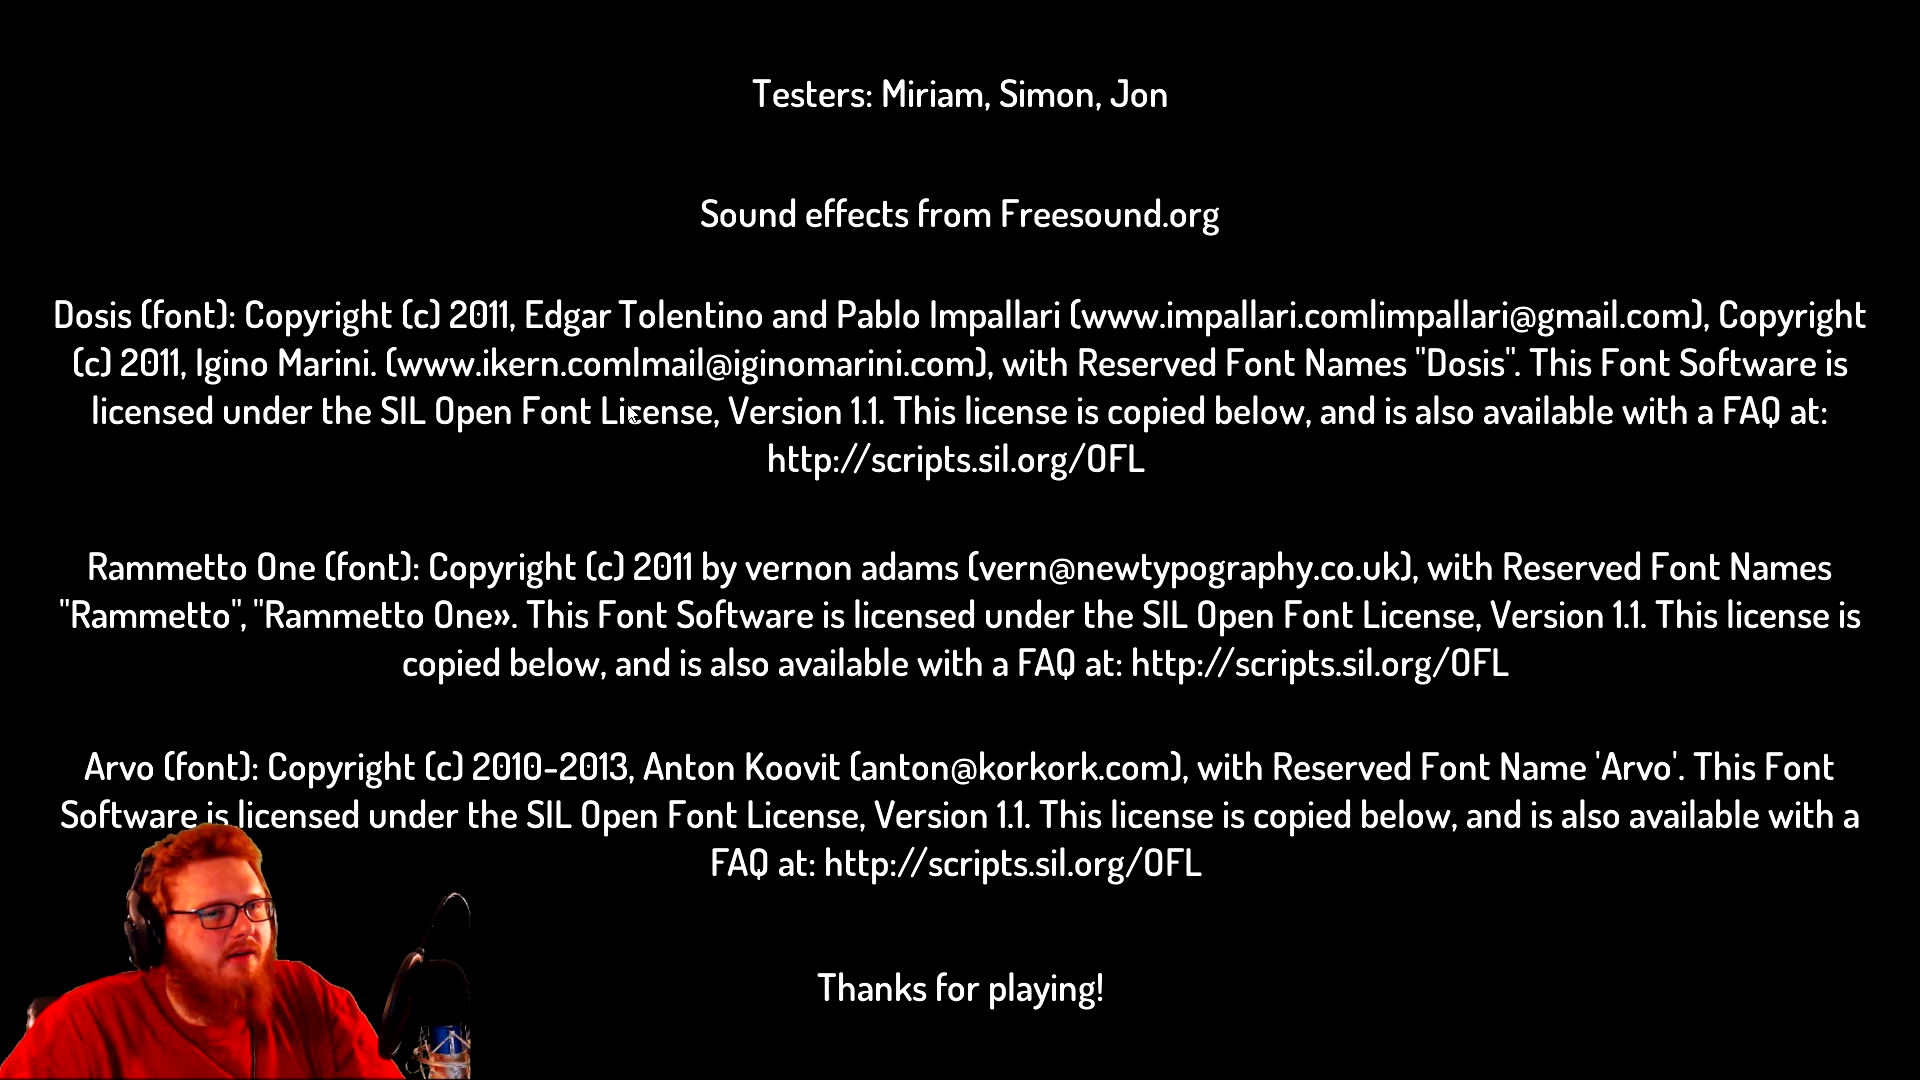 Testers: Miriam, Simon, Jon
Sound effects from Freesound.org
Dosis (font): Copyright (c) 2011, Edgar Tolentino and Pablo Impallari (www.impallari.com|impallari@gmail.com), Copyright
(c) 2011, Igino Marini. (www.ikern.com|mail@iginomarini.com), with Reserved Font Names "Dosis". This Font Software is
licensed under the SIL Open Font License, Version 1.1. This license is copied below, and is also available with a FAQ at:
http://scripts.sil.org/OFL
Rammetto One (font): Copyright (c) 2011 by vernon adams (vern@newtypography.co.uk), with Reserved Font Names
"Rammetto", "Rammetto One». This Font Software is licensed under the SIL Open Font License, Version 1.1. This license is
copied below, and is also available with a FAQ at: http://scripts.sil.org/OFL
Arvo (font): Copyright (c) 2010-2013, Anton Koovit (anton@korkork.com), with Reserved Font Name 'Arvo'. This Font
Software is licensed under the SIL Open Font License, Version 1.1. This license is copied below, and is also available with a
FAQ at: http://scripts.sil.org/OFL
Thanks for playing!